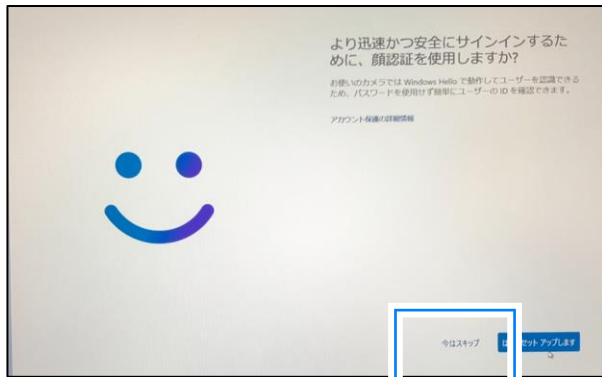 より迅速かつ安全にサインインするた
めに、顔認証を使用しますか?
お使いのカメラでは Windows Hello で動作してユーザーを認識できる
ため、パスワードを使用せず簡単にユーザーの ID を確認できます。
アカウント保護の詳細情報
今はスキップ
セット アップします